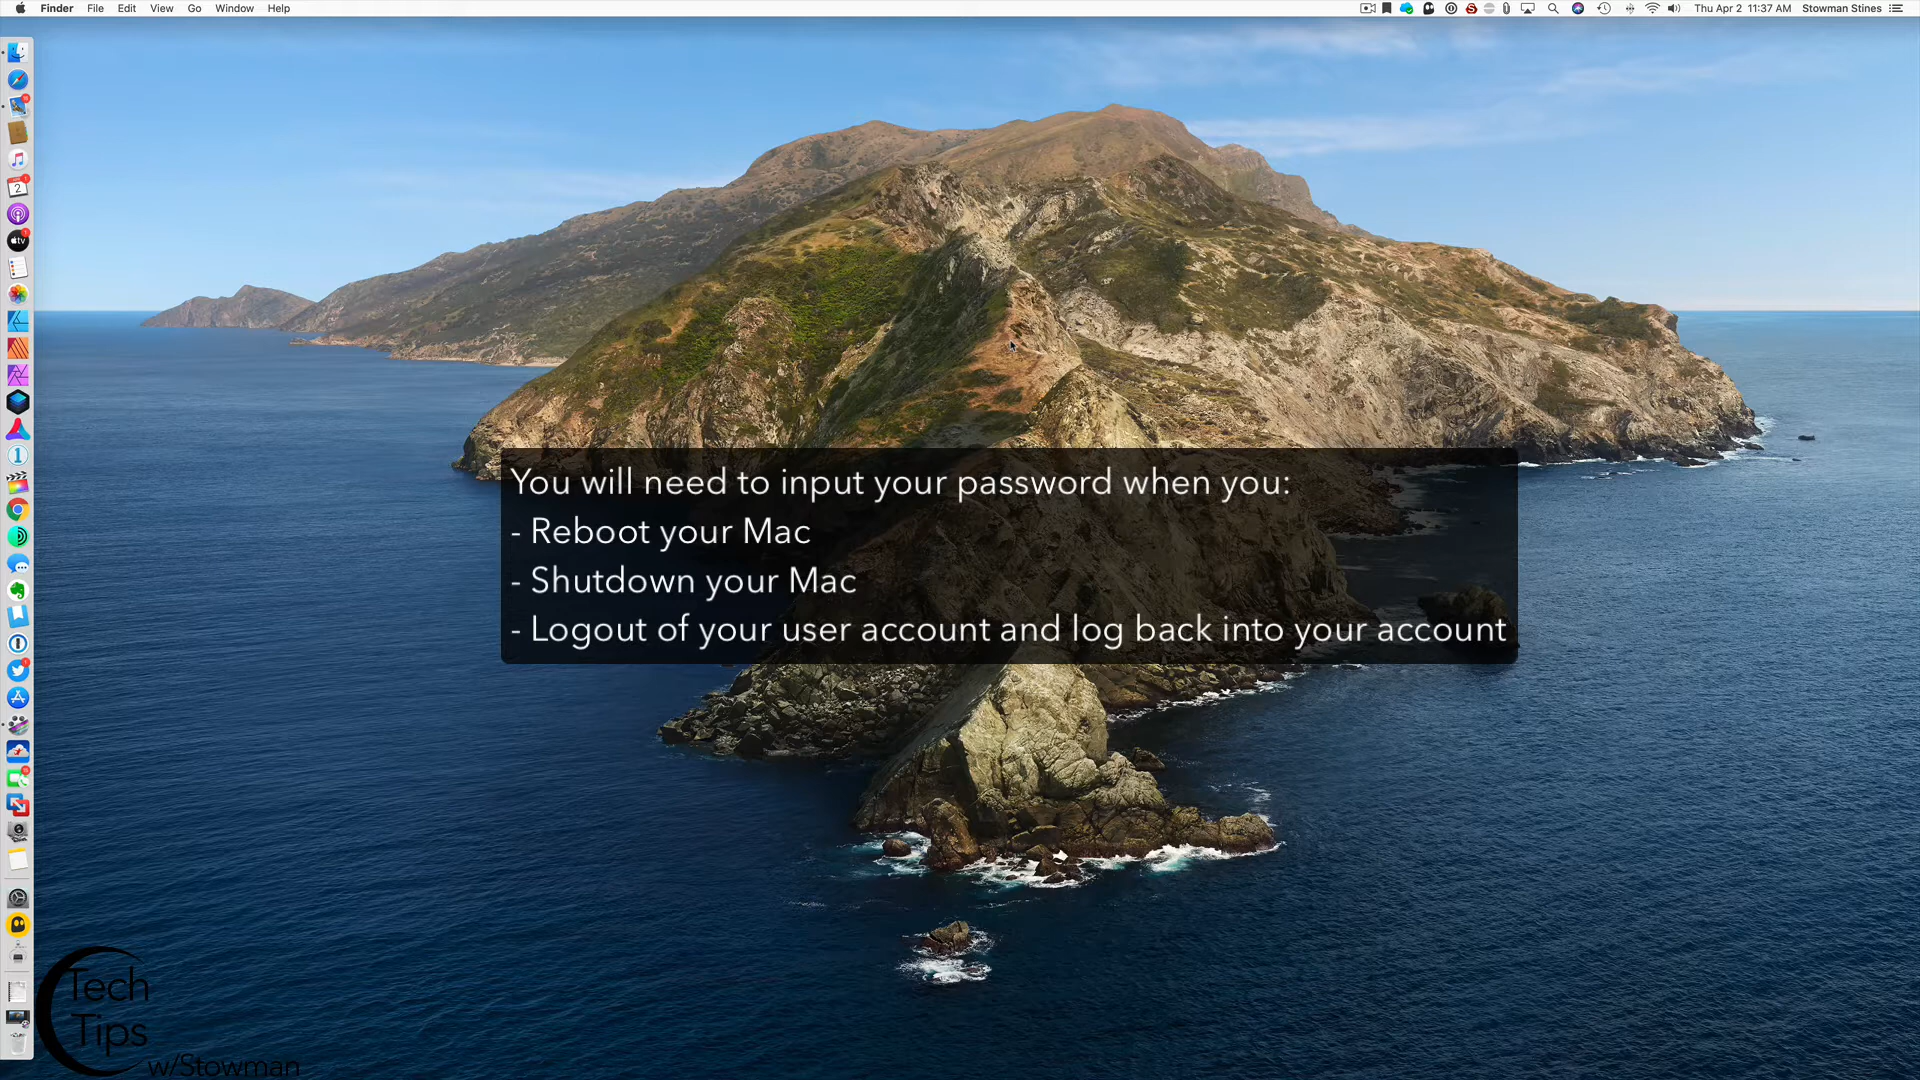 Finder File Edit View Go Window Help
Thu Apr 2 11:37 AM Stowman Stines
2
tv
You will need to input your password when you:
- Reboot your Mac
- Shutdown your Mac
- Logout of your user account and log back into your account
Tech
Tips
w/Stowman